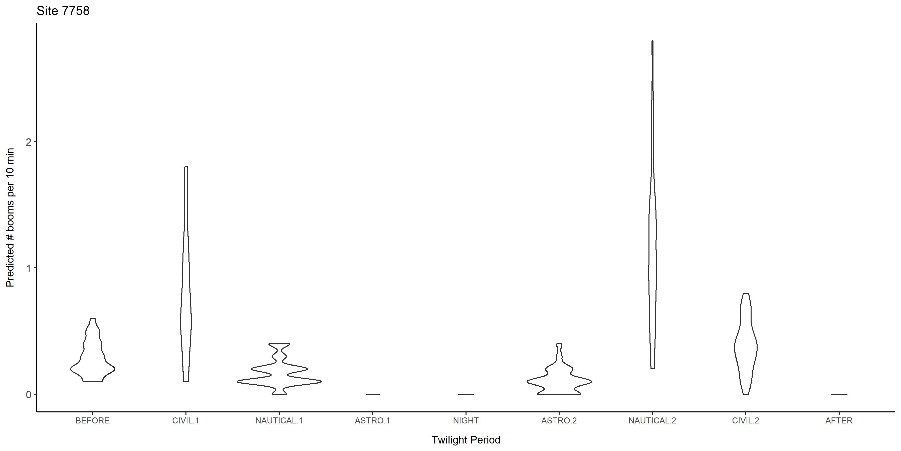 Site 7758
Predicted # booms per 10 min
2
1
0
BEFORE CIVIL.1 NAUTICAL.1 ASTRO.1 NIGHT ASTRO.2 NAUTICAL.2 CIVIL.2 AFTER
Twilight Period